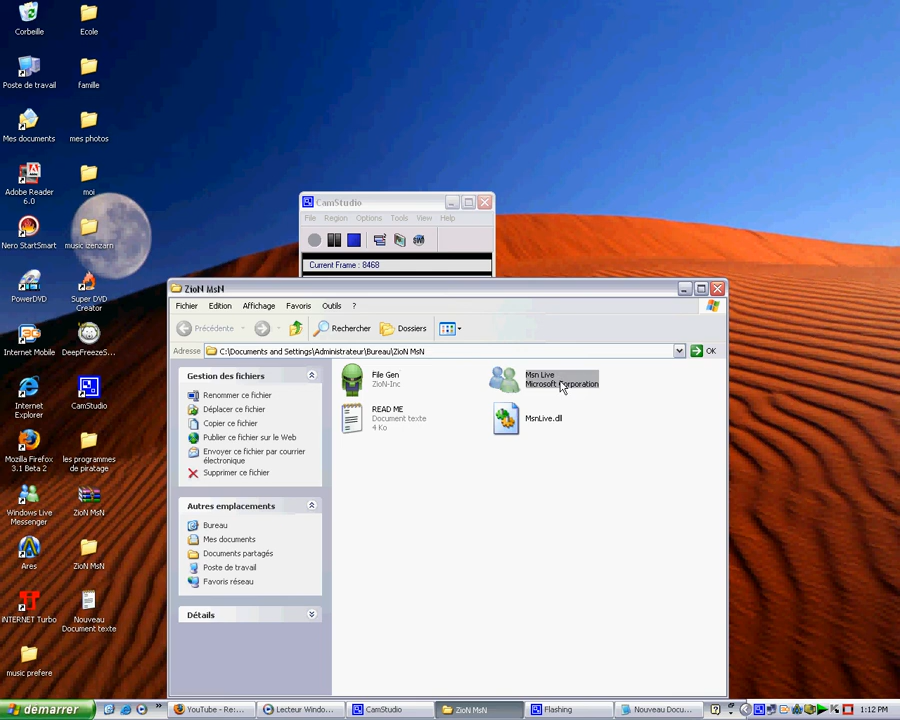 Corbeille
Ecole
Poste de travail
famille
Mes documents
mes photos
Adobe Reader
6.0
moi
Nero StartSmart
music izenzarn
PowerDVD
Super DVD
Creator
Internet Mobile
DeepFreezeS...
Internet
Explorer
CamStudio
Mozilla Firefox
3.1 Beta 2
les programmes
de piratage
Windows Live
Messenger
ZioN MsN
Ares
ZioN MsN
iNTERNET Turbo
Nouveau
Document texte
music prefere
CamStudio
File Region Options Tools View Help
Current Frame : 8468
ZioN MsN
Fichier Edition Affichage Favoris Outils ?
Précédente Rechercher Dossiers
Adresse C:\Documents and Settings\Administrateur\Bureau\ZioN MsN OK
Gestion des fichiers
Renommer ce fichier
Déplacer ce fichier
Copier ce fichier
Publier ce fichier sur le Web
Envoyer ce fichier par courrier
électronique
Supprimer ce fichier
Autres emplacements
Bureau
Mes documents
Documents partagés
Poste de travail
Favoris réseau
Détails
File Gen
ZioN-Inc
Msn Live
Microsoft Corporation
READ ME
Document texte
4 Ko
MsnLive.dll
demarrer
YouTube - Re:...
Lecteur Windo...
CamStudio
ZioN MsN
Flashing
Nouveau Docu...
1:12 PM